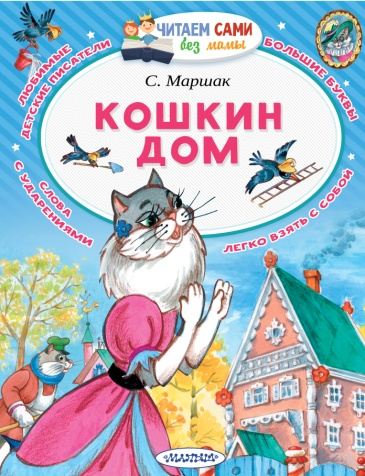 ЧИТАЕМ САМИ
без мамы
ЛЮБИМЫЕ
ДЕТСКИЕ ПИСАТЕЛИ
БОЛЬШИЕ БУКВЫ
С. Маршак
КОШКИН
ДОМ
СЛОВА
С УДАРЕНИЯМИ
ЛЕГКО ВЗЯТЬ С СОБОЙ
МАЛЫШ